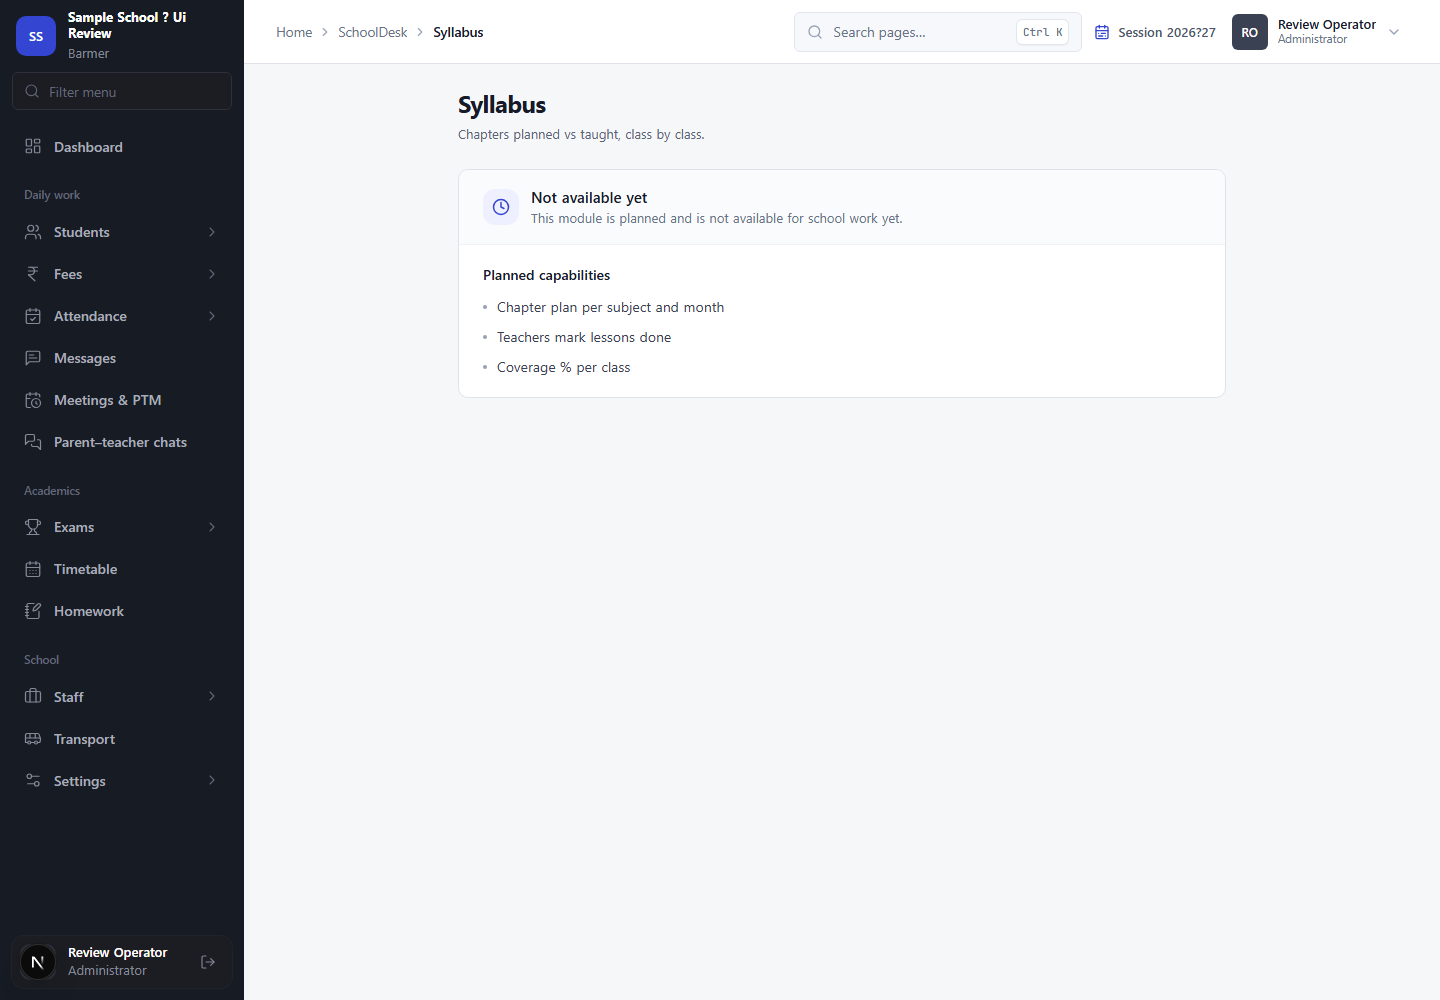 SS
Sample School ? Ui
Review
Barmer
Filter menu
Dashboard
Daily work
Students
Fees
Attendance
Messages
Meetings & PTM
Parent–teacher chats
Academics
Exams
Timetable
Homework
School
Staff
Transport
Settings
N
Review Operator
Administrator
Home
SchoolDesk
Syllabus
Search pages...
Ctrl K
Session 2026?27
RO
Review Operator
Administrator
Syllabus
Chapters planned vs taught, class by class.
Not available yet
This module is planned and is not available for school work yet.
Planned capabilities
• Chapter plan per subject and month
• Teachers mark lessons done
• Coverage % per class